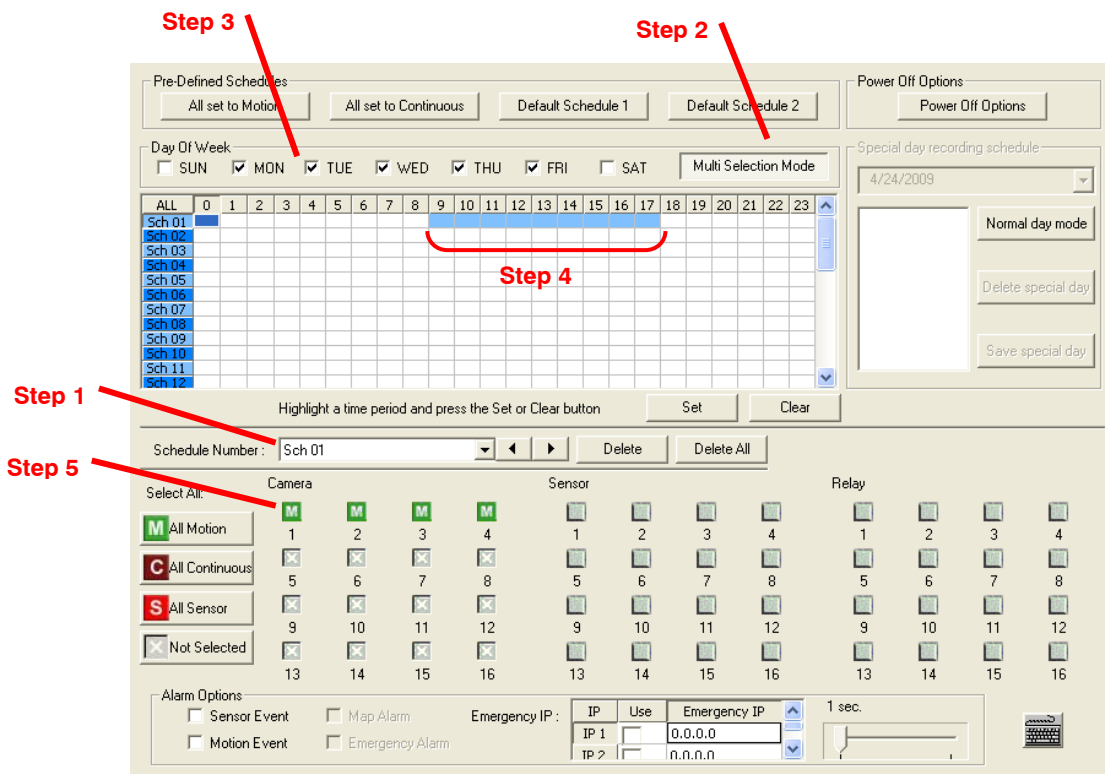 Step 3
Step 2
Pre-Defined Schedules
All set to Motion
All set to Continuous
Default Schedule 1
Default Schedule 2
Power Off Options
Power Off Options
Day Of Week
SUN MON TUE WED THU FRI SAT
Multi Selection Mode
Special day recording schedule
4/24/2009
ALL 0 1 2 3 4 5 6 7 8 9 10 11 12 13 14 15 16 17 18 19 20 21 22 23
Sch 01
Sch 02
Sch 03
Sch 04
Sch 05
Sch 06
Sch 07
Sch 08
Sch 09
Sch 10
Sch 11
Sch 12
Step 4
Normal day mode
Delete special day
Save special day
Step 1
Highlight a time period and press the Set or Clear button
Set
Clear
Schedule Number : Sch 01
Delete
Delete All
Step 5
Select All:
M All Motion
C All Continuous
S All Sensor
Not Selected
Camera
M M M M
1 2 3 4
5 6 7 8
9 10 11 12
13 14 15 16
Sensor
1 2 3 4
5 6 7 8
9 10 11 12
13 14 15 16
Relay
1 2 3 4
5 6 7 8
9 10 11 12
13 14 15 16
Alarm Options
Sensor Event
Map Alarm
Motion Event
Emergency Alarm
Emergency IP :
IP Use Emergency IP
IP 1 0.0.0.0
IP 2 0.0.0.0
1 sec.